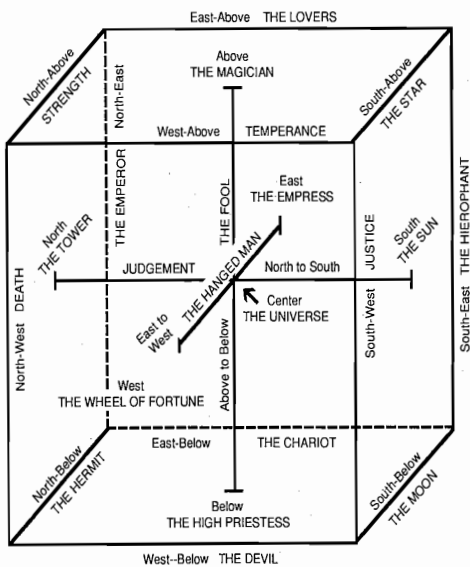 East-Above THE LOVERS
North-Above
STRENGTH
North-East
THE EMPEROR
Above
THE MAGICIAN
South-Above
THE STAR
West-Above TEMPERANCE
East
THE EMPRESS
THE FOOL
North
THE TOWER
THE HANGED MAN
JUSTICE
South-West
South
THE SUN
South-East THE HIEROPHANT
JUDGEMENT
North to South
Center
THE UNIVERSE
East to
West
North-West DEATH
Above to Below
West
THE WHEEL OF FORTUNE
East-Below THE CHARIOT
North-Below
THE HERMIT
South-Below
THE MOON
Below
THE HIGH PRIESTESS
West--Below THE DEVIL